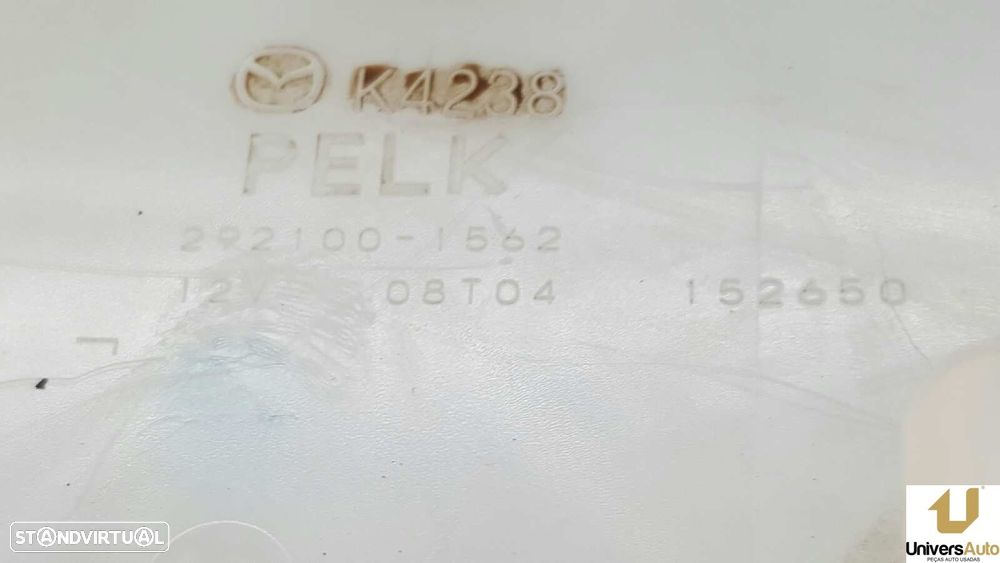 K4238
PELK
292100-1562
12V 08T04 152650
STANDVIRTUAL
UniversAuto
PEÇAS AUTO USADAS